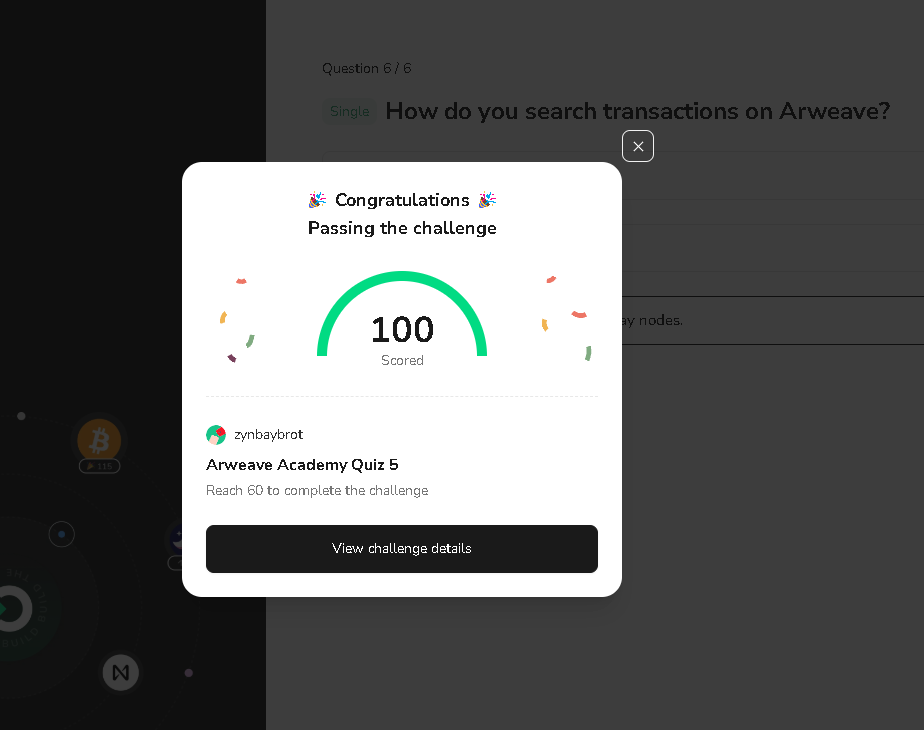 Question 6 / 6
Single How do you search transactions on Arweave?
Congratulations
Passing the challenge
100
Scored
ay nodes.
zynbaybrot
Arweave Academy Quiz 5
Reach 60 to complete the challenge
View challenge details
115